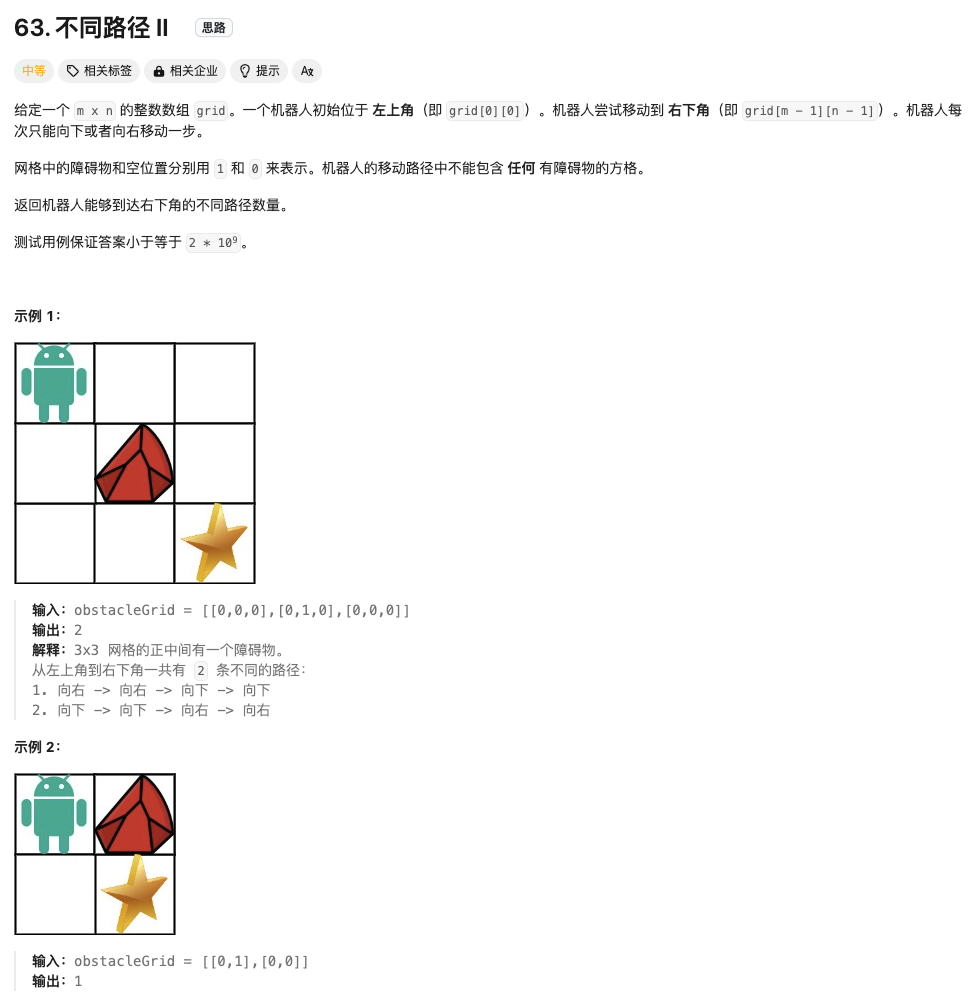 63. 不同路径 II 思路
中等 相关标签 相关企业 提示 Az
给定一个 m x n 的整数数组 grid。一个机器人初始位于 左上角（即 grid[0][0]）。机器人尝试移动到 右下角（即 grid[m - 1][n - 1]）。机器人每
次只能向下或者向右移动一步。
网格中的障碍物和空位置分别用 1 和 0 来表示。机器人的移动路径中不能包含 任何 有障碍物的方格。
返回机器人能够到达右下角的不同路径数量。
测试用例保证答案小于等于 2 * 10⁹。
示例 1：
输入：obstacleGrid = [[0,0,0],[0,1,0],[0,0,0]]
输出：2
解释：3x3 网格的正中间有一个障碍物。
从左上角到右下角一共有 2 条不同的路径：
1. 向右 -> 向右 -> 向下 -> 向下
2. 向下 -> 向下 -> 向右 -> 向右
示例 2：
输入：obstacleGrid = [[0,1],[0,0]]
输出：1